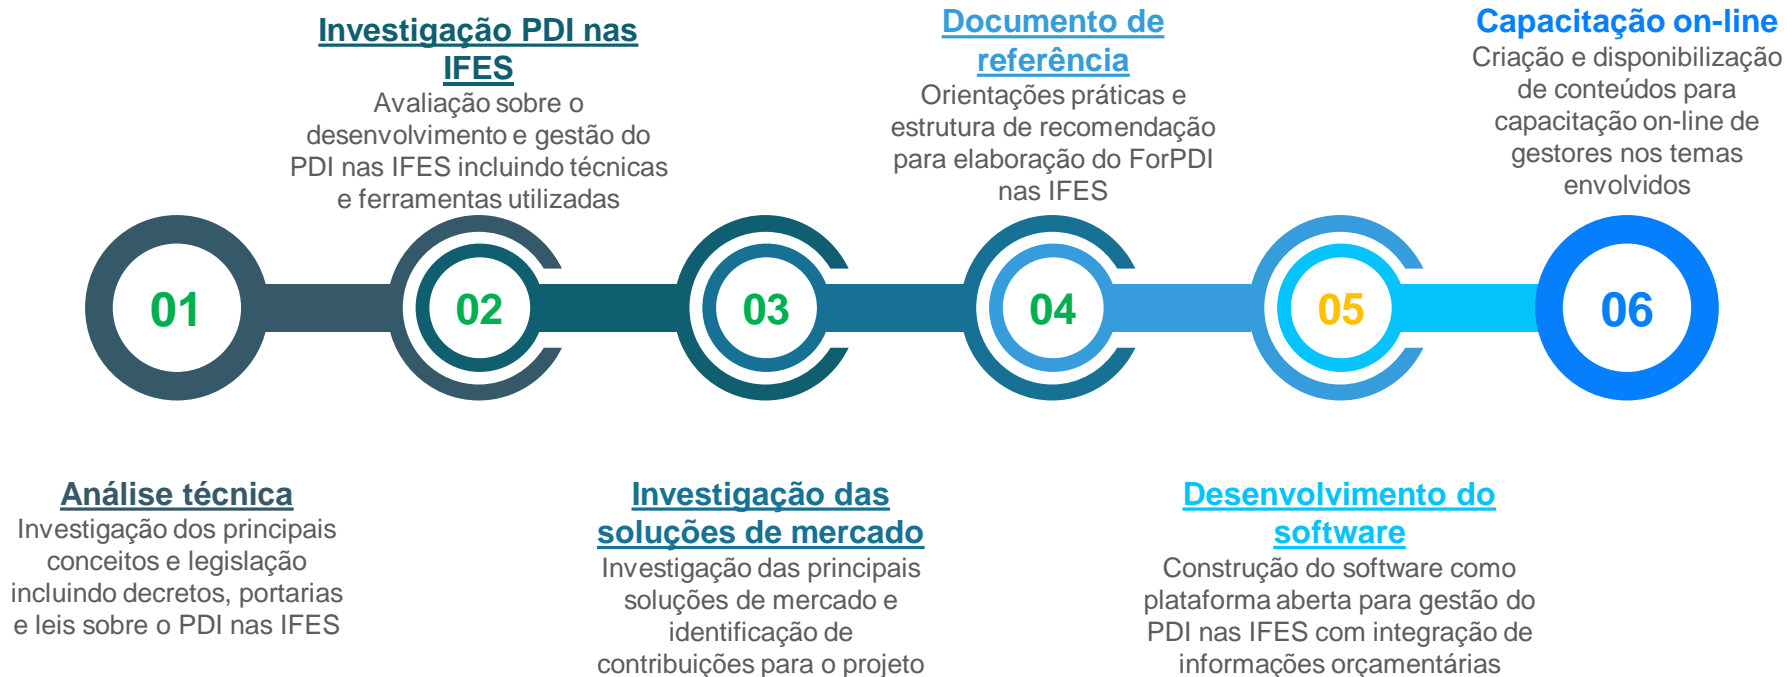 Investigação PDI nas
IFES
Avaliação sobre o
desenvolvimento e gestão do
PDI nas IFES incluindo técnicas
e ferramentas utilizadas
Documento de
referência
Orientações práticas e
estrutura de recomendação
para elaboração do ForPDI
nas IFES
Capacitação on-line
Criação e disponibilização
de conteúdos para
capacitação on-line de
gestores nos temas
envolvidos
01
02
03
04
05
06
Análise técnica
Investigação dos principais
conceitos e legislação
incluindo decretos, portarias
e leis sobre o PDI nas IFES
Investigação das
soluções de mercado
Investigação das principais
soluções de mercado e
identificação de
contribuições para o projeto
Desenvolvimento do
software
Construção do software como
plataforma aberta para gestão do
PDI nas IFES com integração de
informações orçamentárias